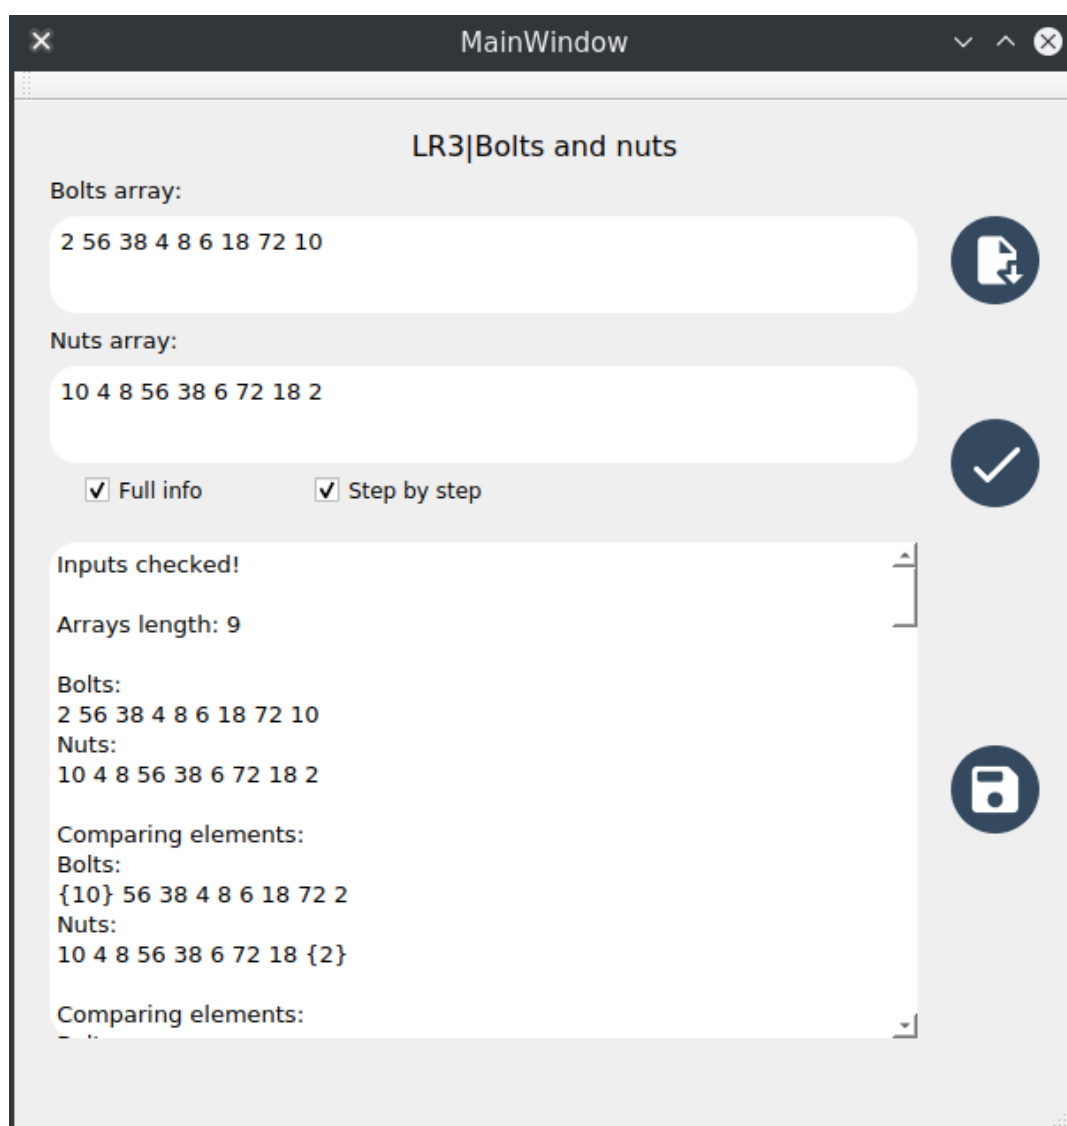 MainWindow
LR3|Bolts and nuts
Bolts array:
2 56 38 4 8 6 18 72 10
Nuts array:
10 4 8 56 38 6 72 18 2
Full info
Step by step
Inputs checked!
Arrays length: 9
Bolts:
2 56 38 4 8 6 18 72 10
Nuts:
10 4 8 56 38 6 72 18 2
Comparing elements:
Bolts:
{10} 56 38 4 8 6 18 72 2
Nuts:
10 4 8 56 38 6 72 18 {2}
Comparing elements: